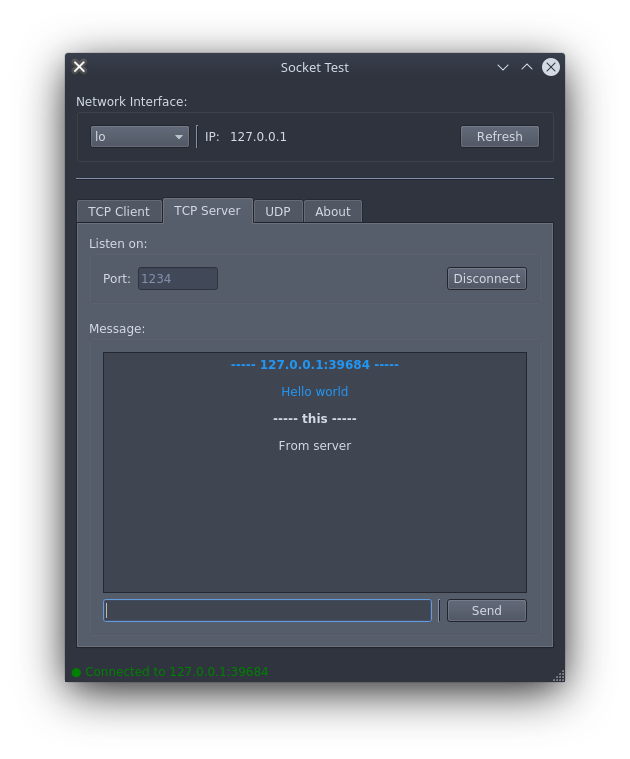 Socket Test
Network Interface:
lo IP: 127.0.0.1 Refresh
TCP Client TCP Server UDP About
Listen on:
Port: 1234 Disconnect
Message:
----- 127.0.0.1:39684 -----
Hello world
----- this -----
From server
Send
Connected to 127.0.0.1:39684